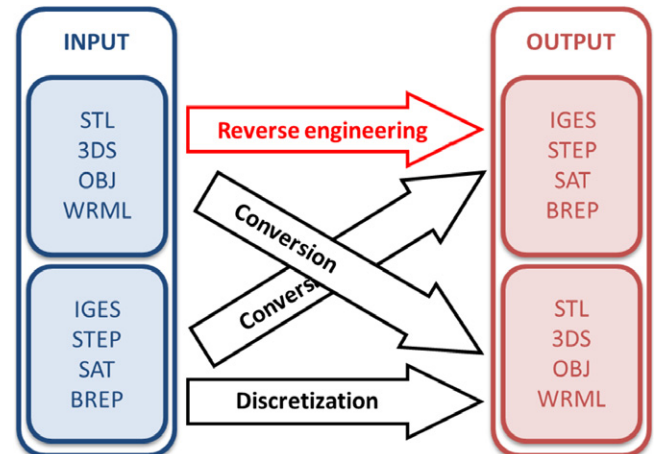 INPUT
STL
3DS
OBJ
WRML
IGES
STEP
SAT
BREP
Reverse engineering
Conversion
Discretization
OUTPUT
IGES
STEP
SAT
BREP
STL
3DS
OBJ
WRML